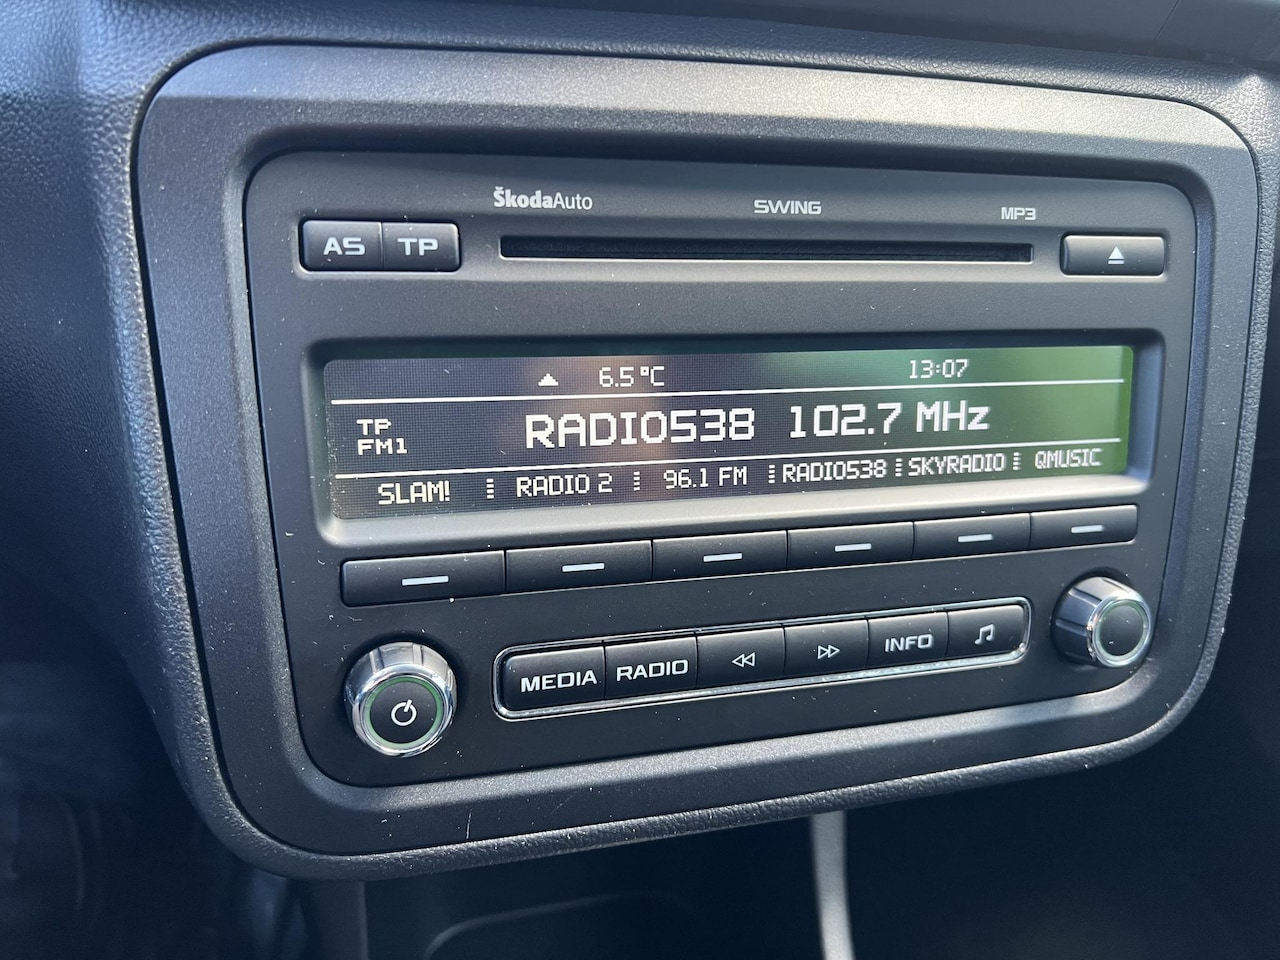 ŠkodaAuto SWING MP3
AS TP
6.5°C 13:07
TP
FM1
RADIO538 102.7 MHz
SLAM! RADIO 2 96.1 FM RADIO538 SKYRADIO QMUSIC
MEDIA RADIO INFO